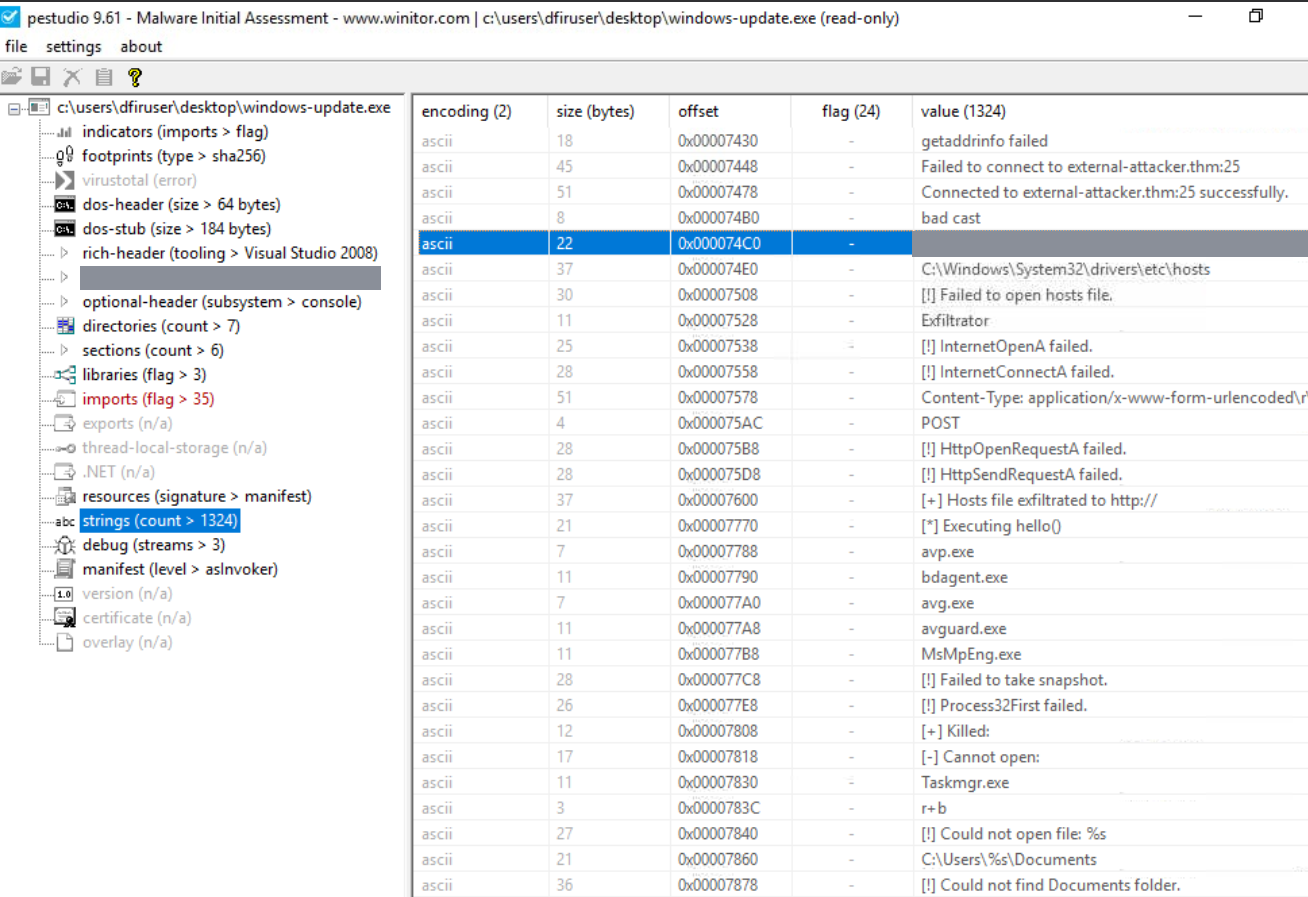 pestudio 9.61 - Malware Initial Assessment - www.winitor.com | c:\users\dfiruser\desktop\windows-update.exe (read-only)
file settings about
c:\users\dfiruser\desktop\windows-update.exe
indicators (imports > flag)
footprints (type > sha256)
virustotal (error)
dos-header (size > 64 bytes)
dos-stub (size > 184 bytes)
rich-header (tooling > Visual Studio 2008)
optional-header (subsystem > console)
directories (count > 7)
sections (count > 6)
libraries (flag > 3)
imports (flag > 35)
exports (n/a)
thread-local-storage (n/a)
.NET (n/a)
resources (signature > manifest)
abc strings (count > 1324)
debug (streams > 3)
manifest (level > asInvoker)
1.0 version (n/a)
certificate (n/a)
overlay (n/a)
encoding (2) size (bytes) offset flag (24) value (1324)
ascii 18 0x00007430 - getaddrinfo failed
ascii 45 0x00007448 - Failed to connect to external-attacker.thm:25
ascii 51 0x00007478 - Connected to external-attacker.thm:25 successfully.
ascii 8 0x000074B0 - bad cast
ascii 22 0x000074C0 -
ascii 37 0x000074E0 - C:\Windows\System32\drivers\etc\hosts
ascii 30 0x00007508 - [!] Failed to open hosts file.
ascii 11 0x00007528 - Exfiltrator
ascii 25 0x00007538 - [!] InternetOpenA failed.
ascii 28 0x00007558 - [!] InternetConnectA failed.
ascii 51 0x00007578 - Content-Type: application/x-www-form-urlencoded\r\
ascii 4 0x000075AC - POST
ascii 28 0x000075B8 - [!] HttpOpenRequestA failed.
ascii 28 0x000075D8 - [!] HttpSendRequestA failed.
ascii 37 0x00007600 - [+] Hosts file exfiltrated to http://
ascii 21 0x00007770 - [*] Executing hello()
ascii 7 0x00007788 - avp.exe
ascii 11 0x00007790 - bdagent.exe
ascii 7 0x000077A0 - avg.exe
ascii 11 0x000077A8 - avguard.exe
ascii 11 0x000077B8 - MsMpEng.exe
ascii 28 0x000077C8 - [!] Failed to take snapshot.
ascii 26 0x000077E8 - [!] Process32First failed.
ascii 12 0x00007808 - [+] Killed:
ascii 17 0x00007818 - [-] Cannot open:
ascii 11 0x00007830 - Taskmgr.exe
ascii 3 0x0000783C - r+b
ascii 27 0x00007840 - [!] Could not open file: %s
ascii 21 0x00007860 - C:\Users\%s\Documents
ascii 36 0x00007878 - [!] Could not find Documents folder.